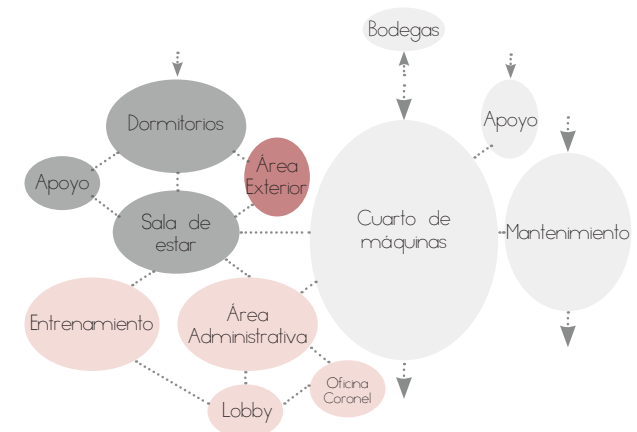 Bodegas
Dormitorios
Apoyo
Área
Exterior
Apoyo
Sala de
estar
Cuarto de
máquinas
Mantenimiento
Entrenamiento
Área
Administrativa
Oficina
Coronel
Lobby